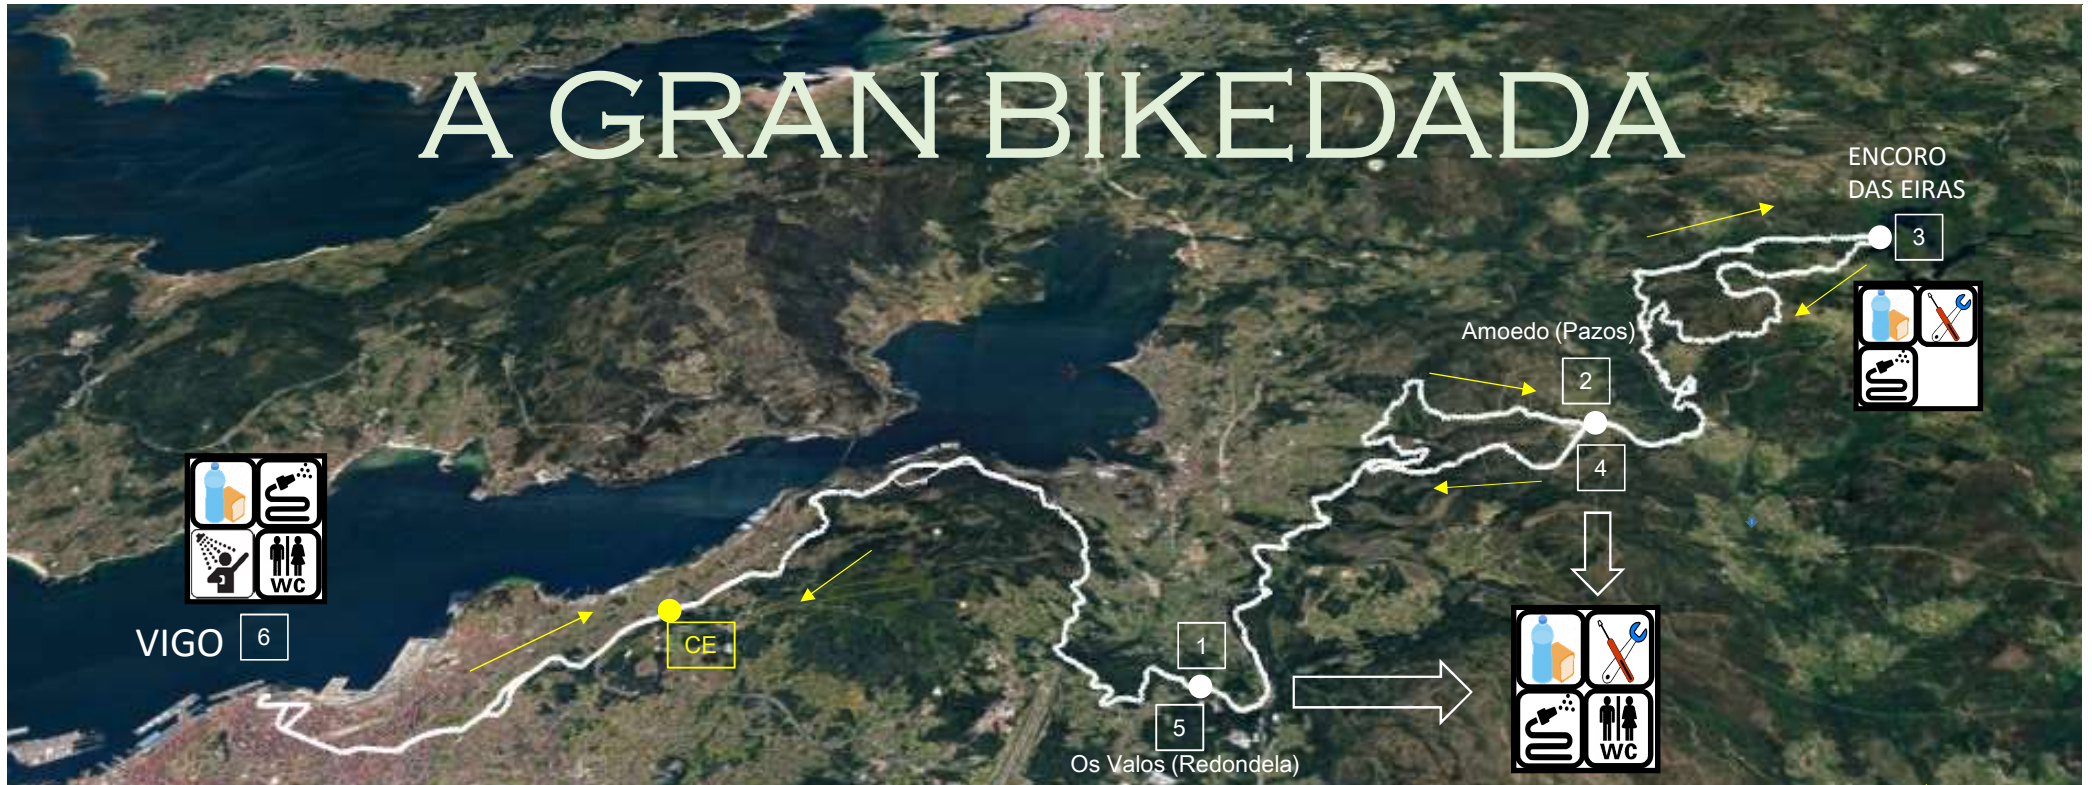 A GRAN BIKEDADA
ENCORO
DAS EIRAS
3
Amoedo (Pazos)
2
4
WC
VIGO
6
CE
1
5
Os Valos (Redondela)
WC